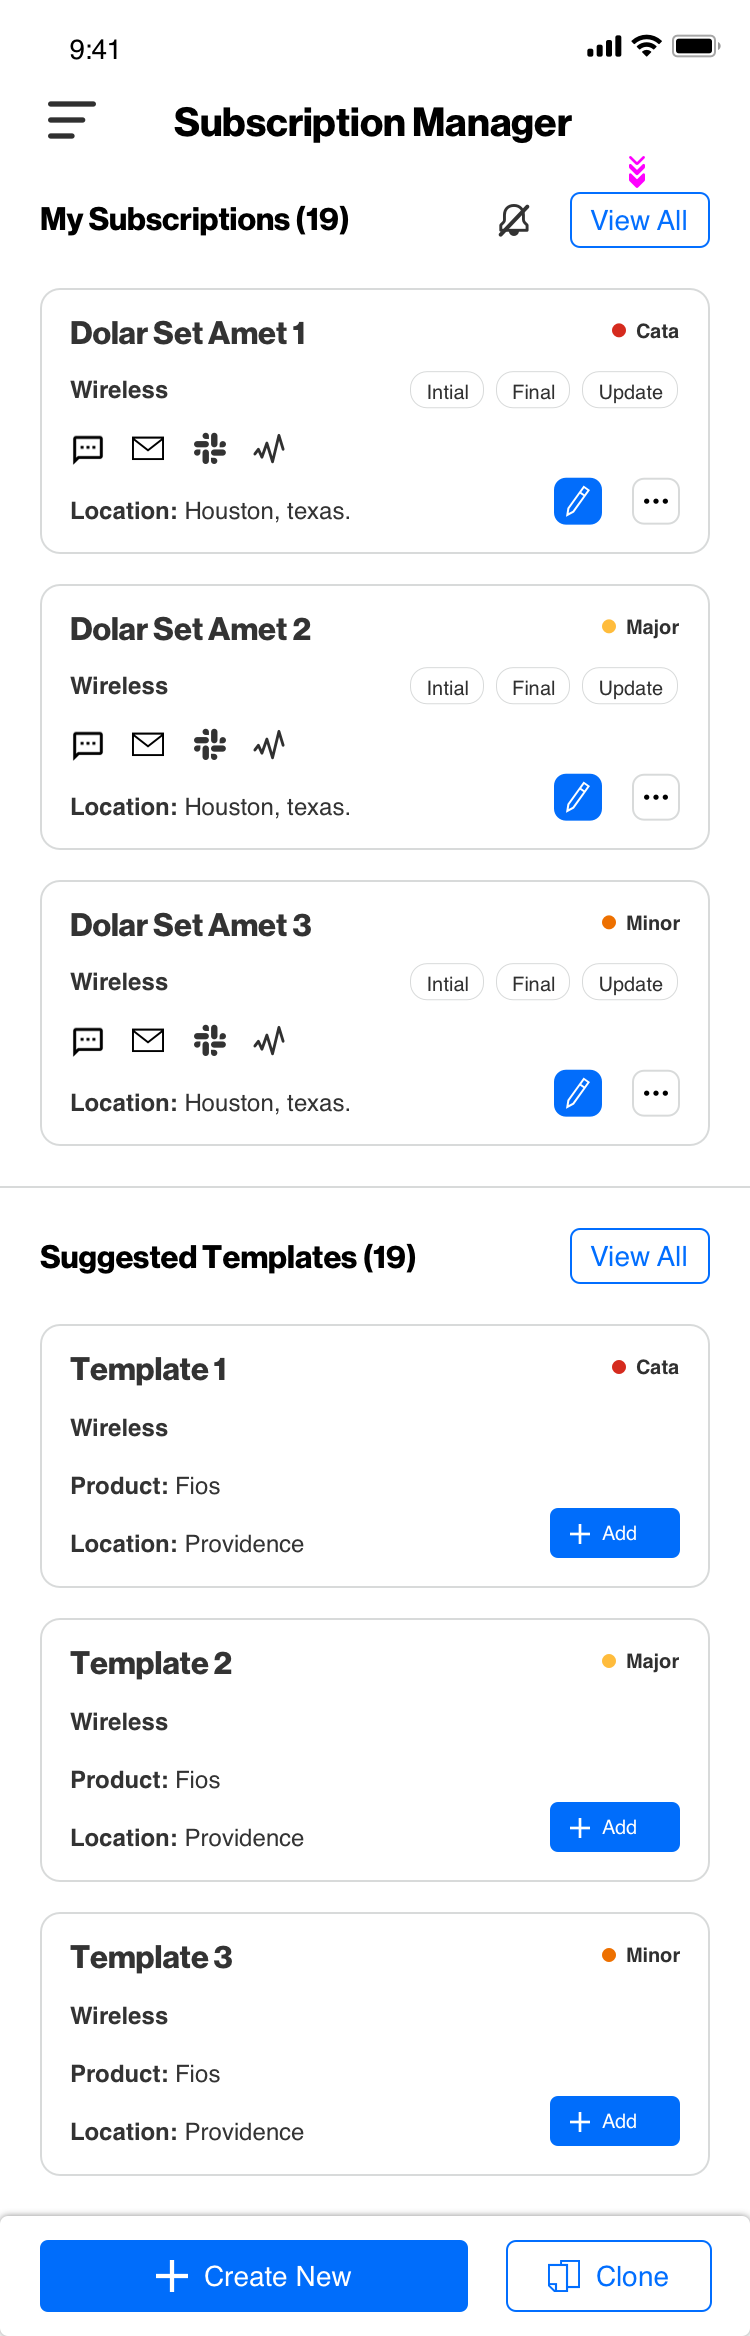 9:41
Subscription Manager
My Subscriptions (19)
View All
Dolar Set Amet 1
Cata
Wireless
Intial
Final
Update
Location: Houston, texas.
Dolar Set Amet 2
Major
Wireless
Intial
Final
Update
Location: Houston, texas.
Dolar Set Amet 3
Minor
Wireless
Intial
Final
Update
Location: Houston, texas.
Suggested Templates (19)
View All
Template 1
Cata
Wireless
Product: Fios
Location: Providence
Add
Template 2
Major
Wireless
Product: Fios
Location: Providence
Add
Template 3
Minor
Wireless
Product: Fios
Location: Providence
Add
Create New
Clone